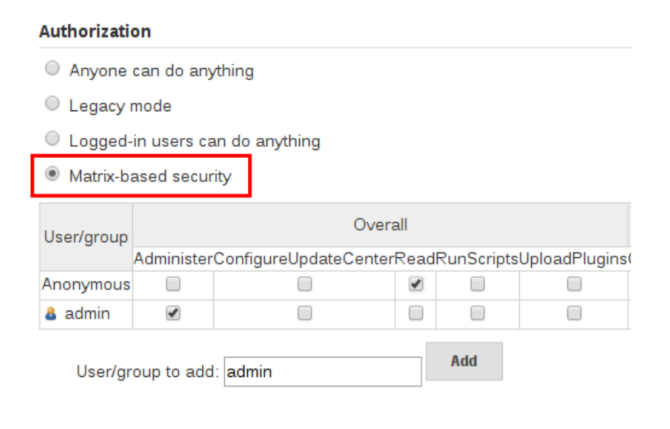 Authorization
Anyone can do anything
Legacy mode
Logged-in users can do anything
Matrix-based security
User/group
Overall
Administer ConfigureUpdateCenter Read RunScripts UploadPlugins
Anonymous
admin
User/group to add: admin Add